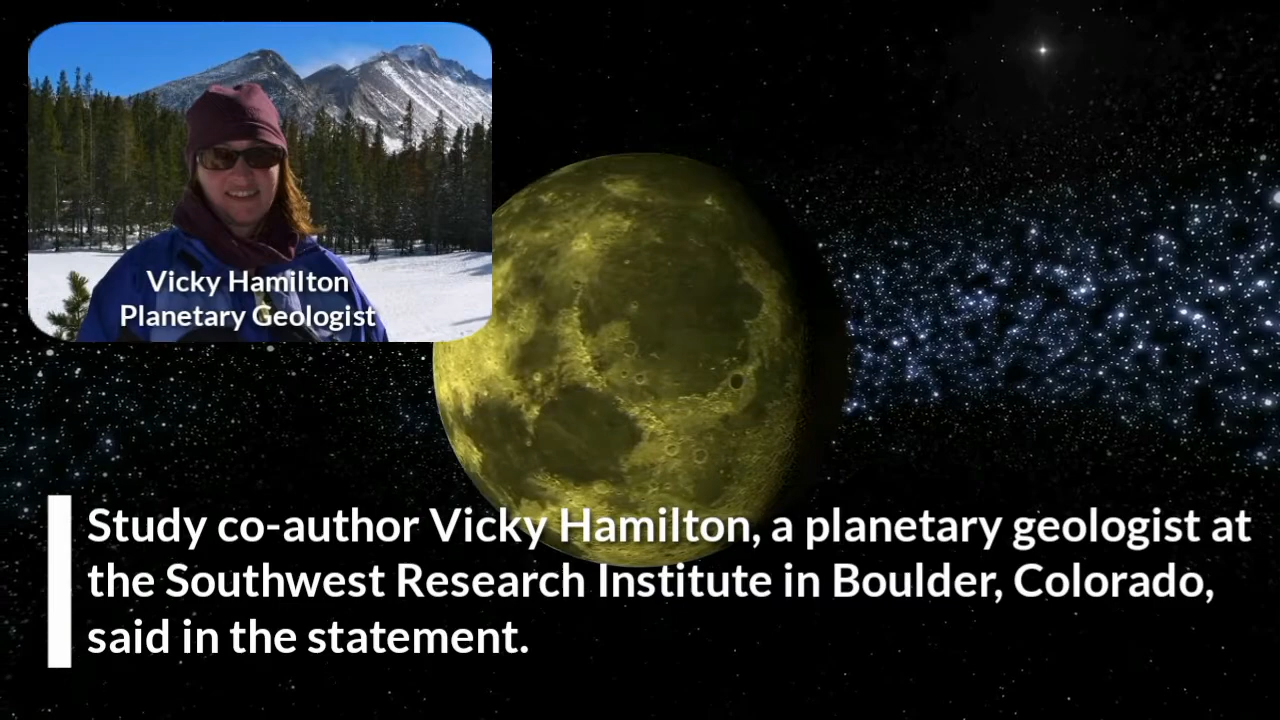 Vicky Hamilton
Planetary Geologist
Study co-author Vicky Hamilton, a planetary geologist at
the Southwest Research Institute in Boulder, Colorado,
said in the statement.